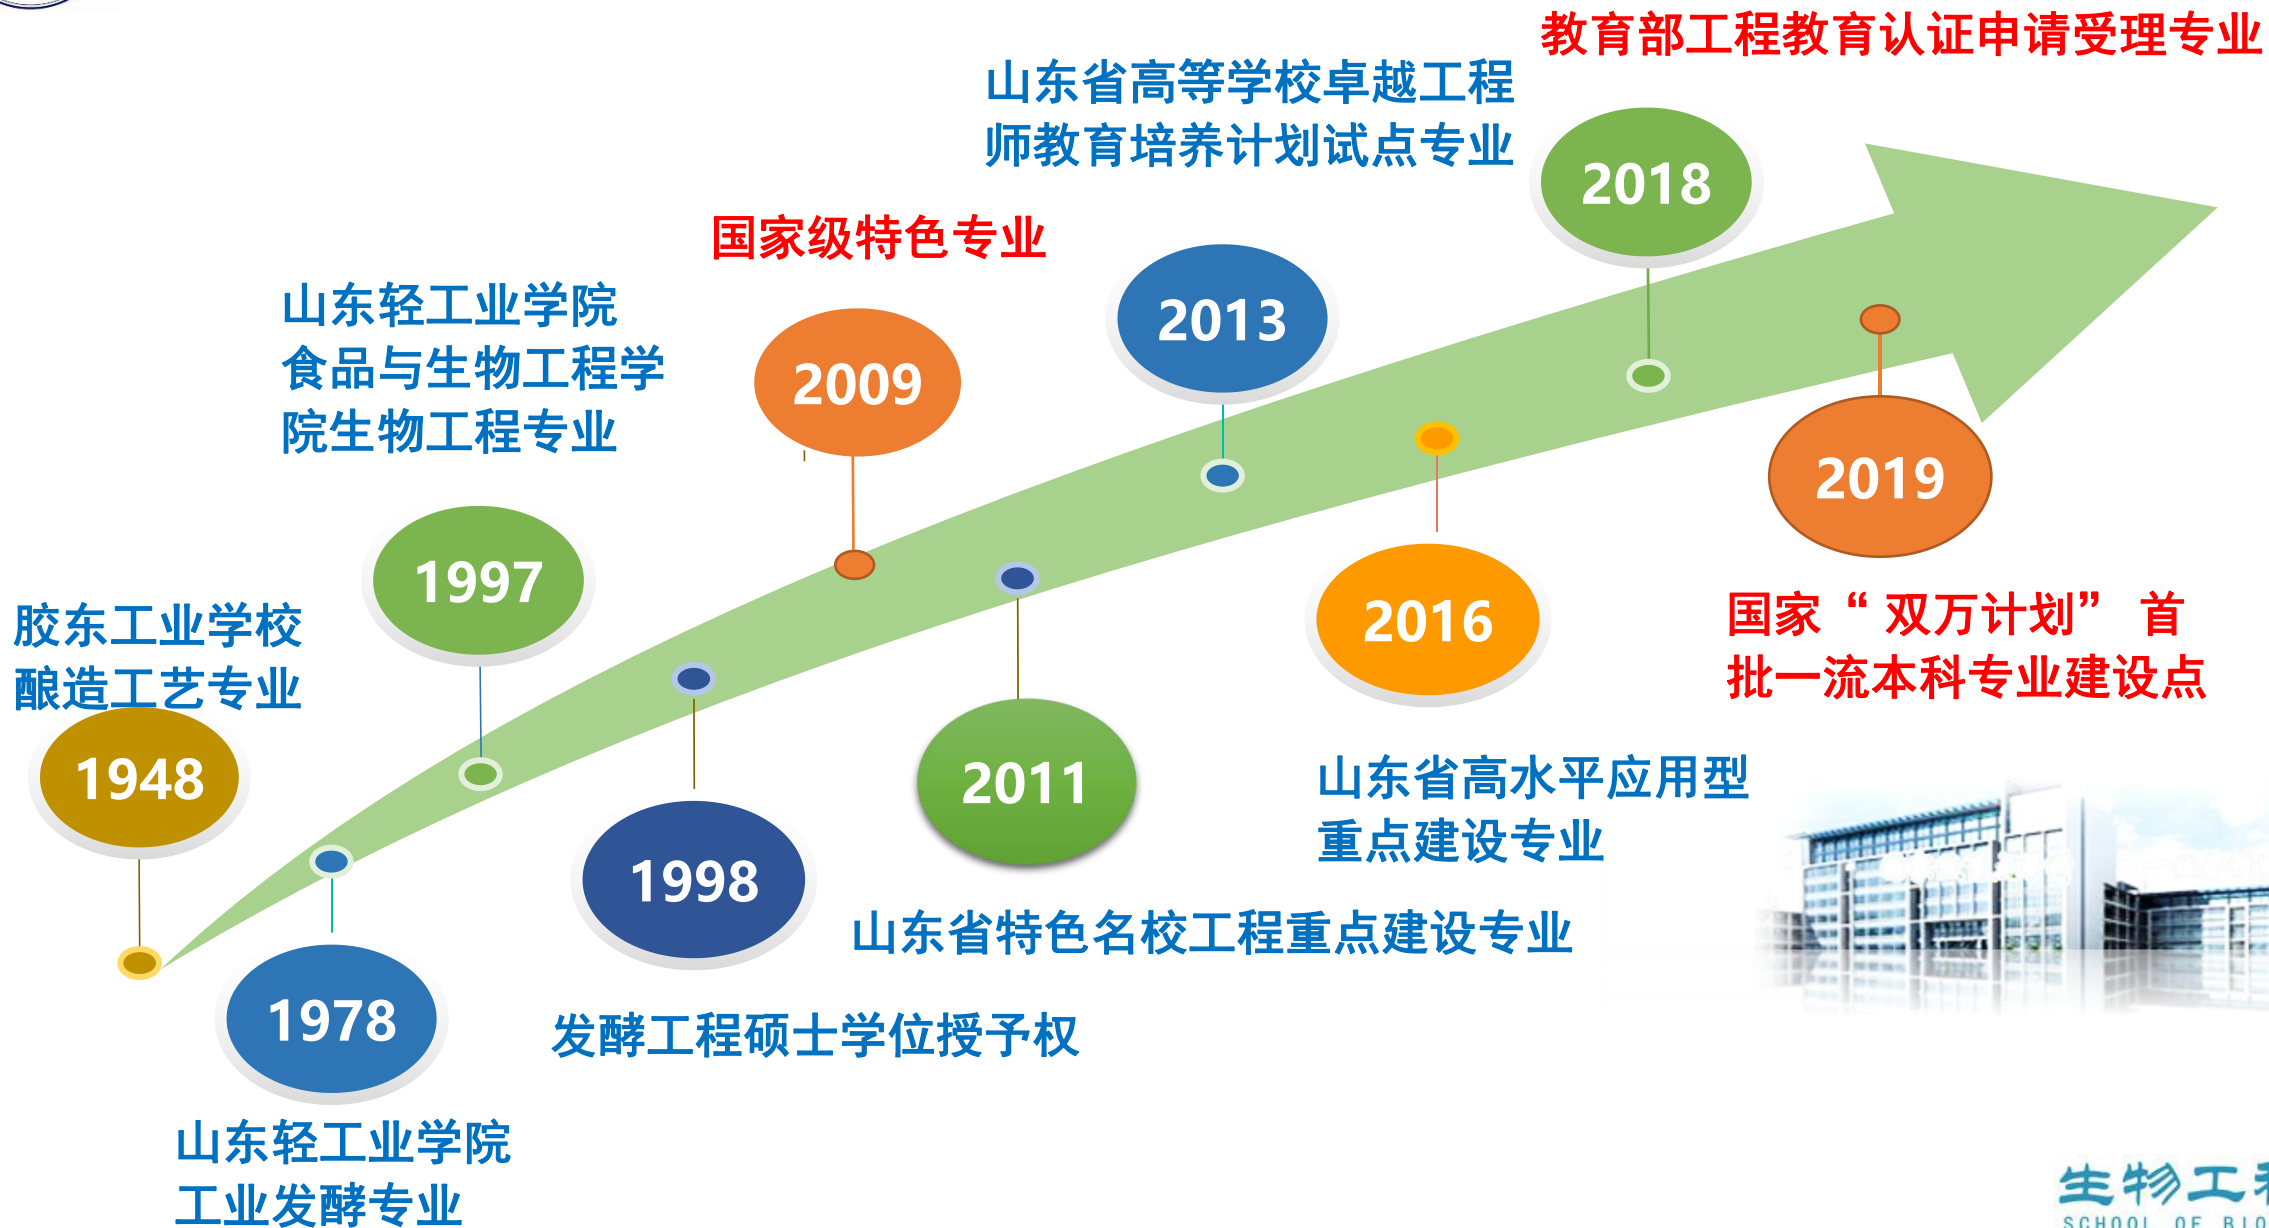 教育部工程教育认证申请受理专业
山东省高等学校卓越工程
师教育培养计划试点专业
2018
国家级特色专业
2013
山东轻工业学院
食品与生物工程学
院生物工程专业
2009
2019
1997
胶东工业学校
酿造工艺专业
2016
国家“双万计划” 首
批一流本科专业建设点
1948
2011
山东省高水平应用型
重点建设专业
1998
山东省特色名校工程重点建设专业
1978
发酵工程硕士学位授予权
山东轻工业学院
工业发酵专业
生物工程
SCHOOL OF BIO